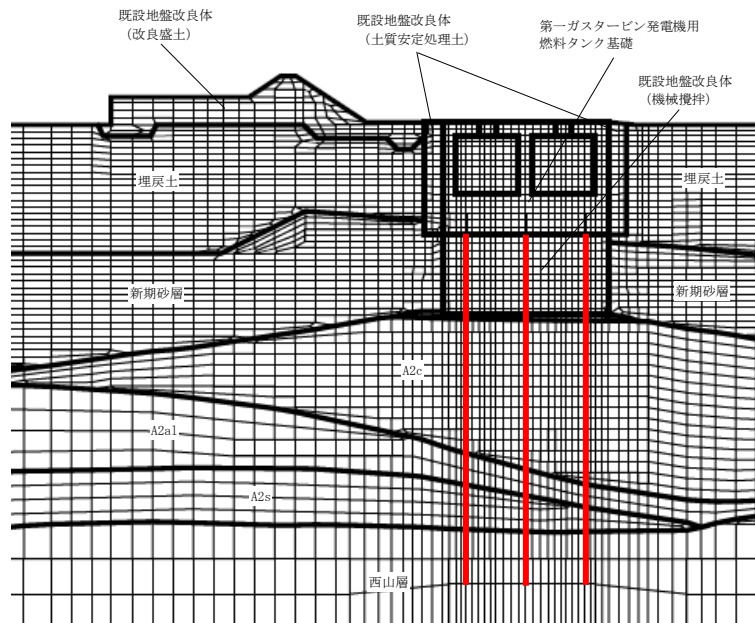 既設地盤改良体
（改良盛土）
既設地盤改良体
（土質安定処理土）
第一ガスタービン発電機用
燃料タンク基礎
既設地盤改良体
（機械攪拌）
埋戻土
埋戻土
新期砂層
新期砂層
A2c
A2al
A2s
西山層